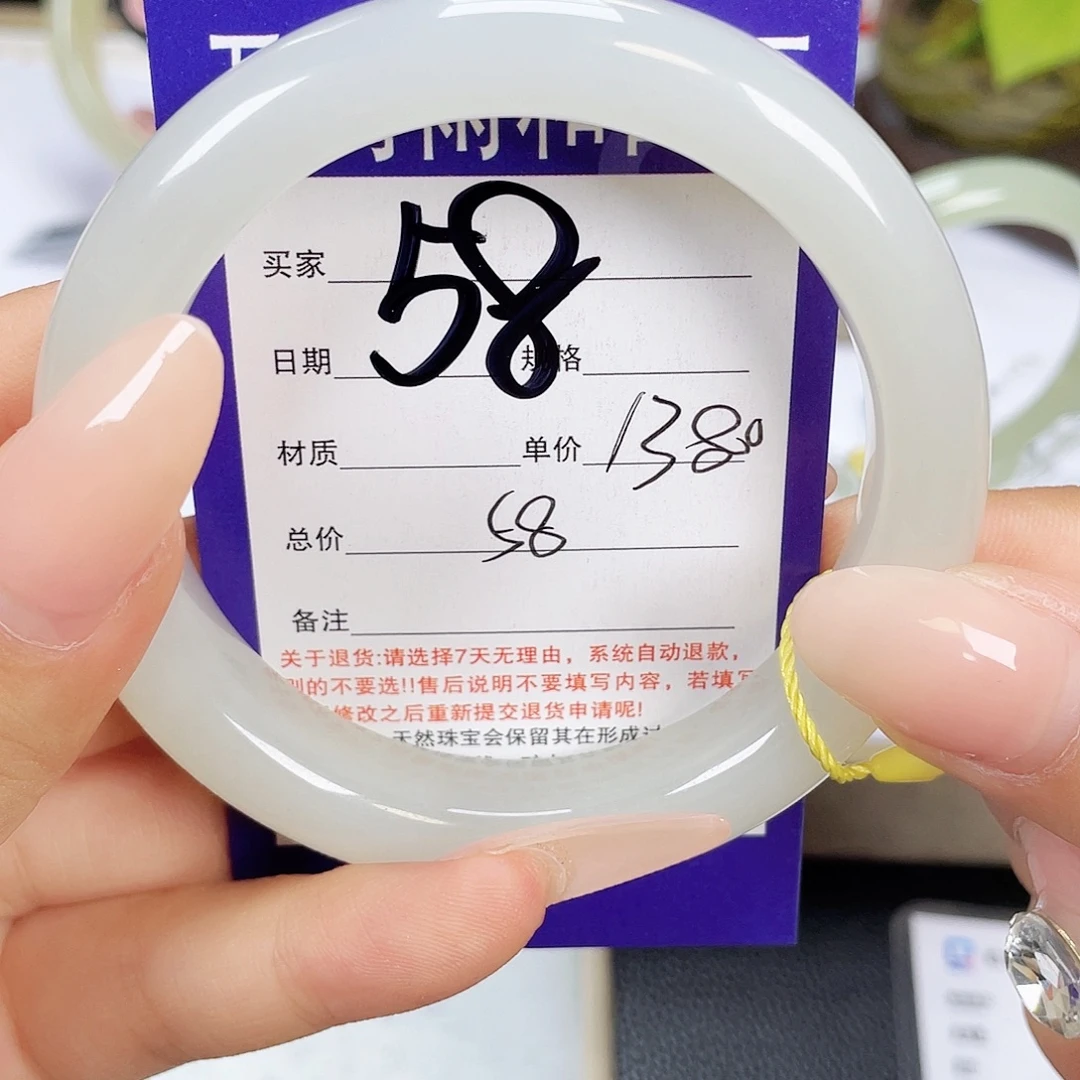 58
买家
日期 规格
材质 单价 1380
总价 58
备注
关于退货:请选择7天无理由，系统自动退款，
别的不要选!!售后说明不要填写内容，若填写
修改之后重新提交退货申请呢!
天然珠宝会保留其在形成过